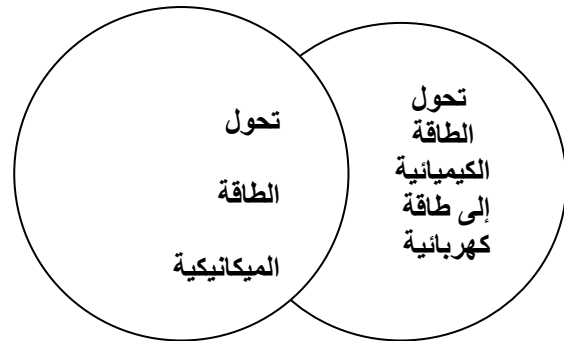 تحول
الطاقة
الكيميائية
إلى طاقة
كهربائية
تحول
الطاقة
الميكانيكية